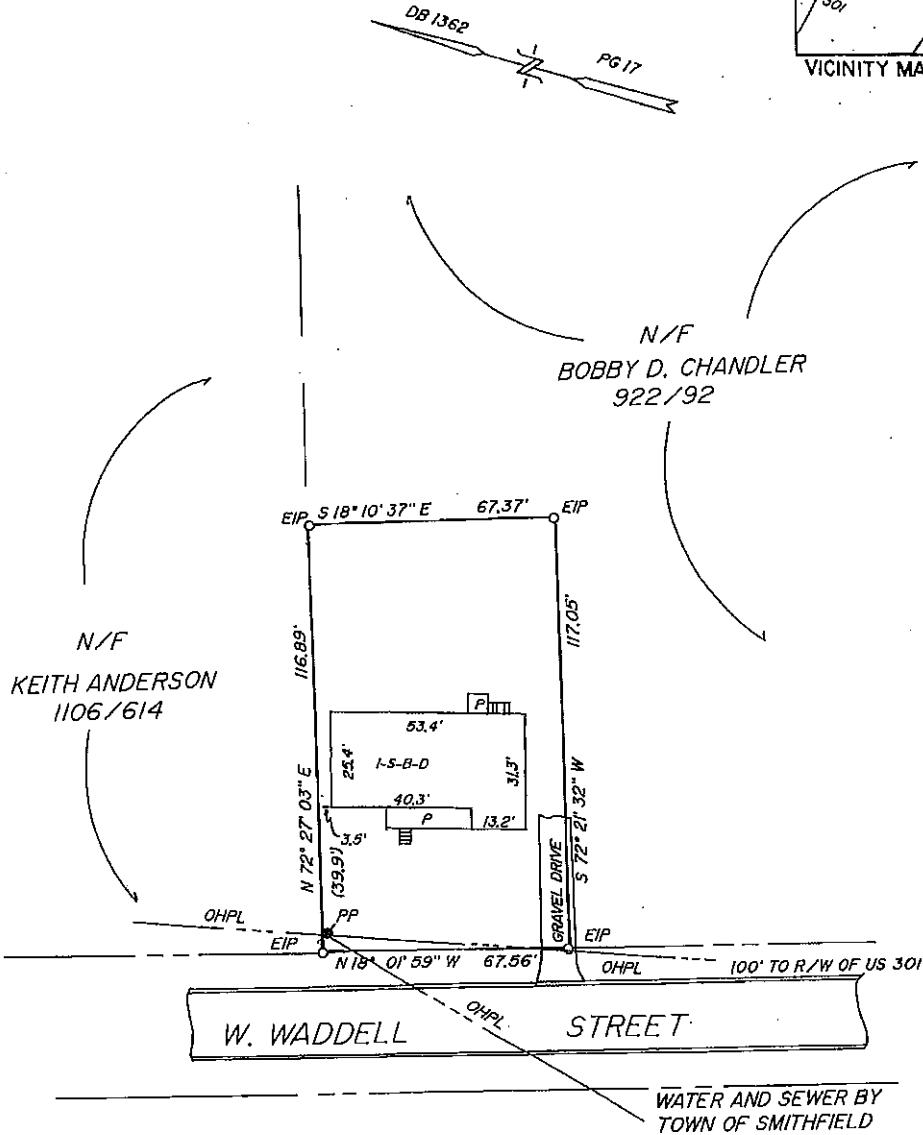 DB 1362
PG 17
301
VICINITY MA
N/F
BOBBY D. CHANDLER
922/92
EIP
S 18° 10' 37" E
67.37'
EIP
116.89'
117.05'
N/F
KEITH ANDERSON
1106/614
P
53.4'
25.4'
1-S-B-D
31.3'
40.3'
P
13.2'
3.5'
N 72° 27' 03" E
(39.9')
S 72° 21' 32" W
GRAVEL DRIVE
OHPL
PP
EIP
EIP
N 18° 01' 59" W
67.56'
OHPL
100' TO R/W OF US 301
OHPL
W. WADDELL STREET
WATER AND SEWER BY
TOWN OF SMITHFIELD